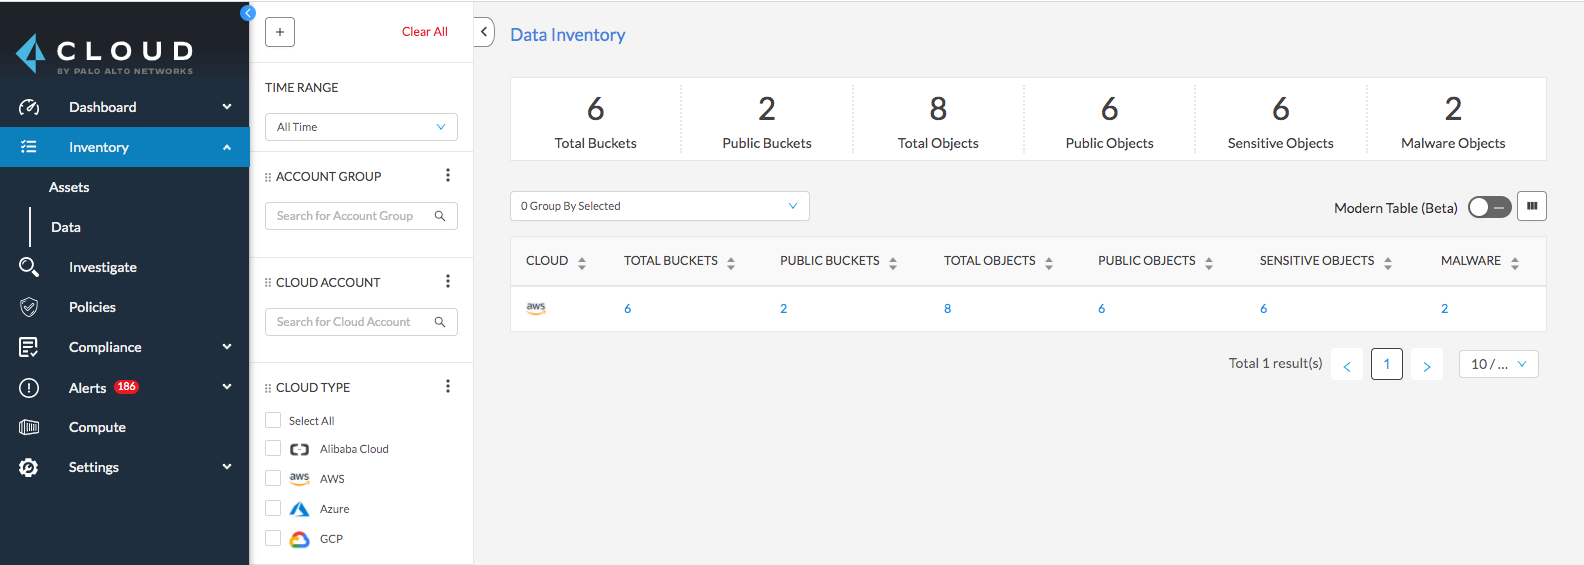 CLOUD
BY PALO ALTO NETWORKS
Dashboard
Inventory
Assets
Data
Investigate
Policies
Compliance
Alerts 186
Compute
Settings
+ Clear All
TIME RANGE
All Time
ACCOUNT GROUP
Search for Account Group
CLOUD ACCOUNT
Search for Cloud Account
CLOUD TYPE
Select All
Alibaba Cloud
aws AWS
Azure
GCP
Data Inventory
6 2 8 6 6 2
Total Buckets Public Buckets Total Objects Public Objects Sensitive Objects Malware Objects
0 Group By Selected Modern Table (Beta)
CLOUD TOTAL BUCKETS PUBLIC BUCKETS TOTAL OBJECTS PUBLIC OBJECTS SENSITIVE OBJECTS MALWARE
aws 6 2 8 6 6 2
Total 1 result(s) < 1 > 10 / ...